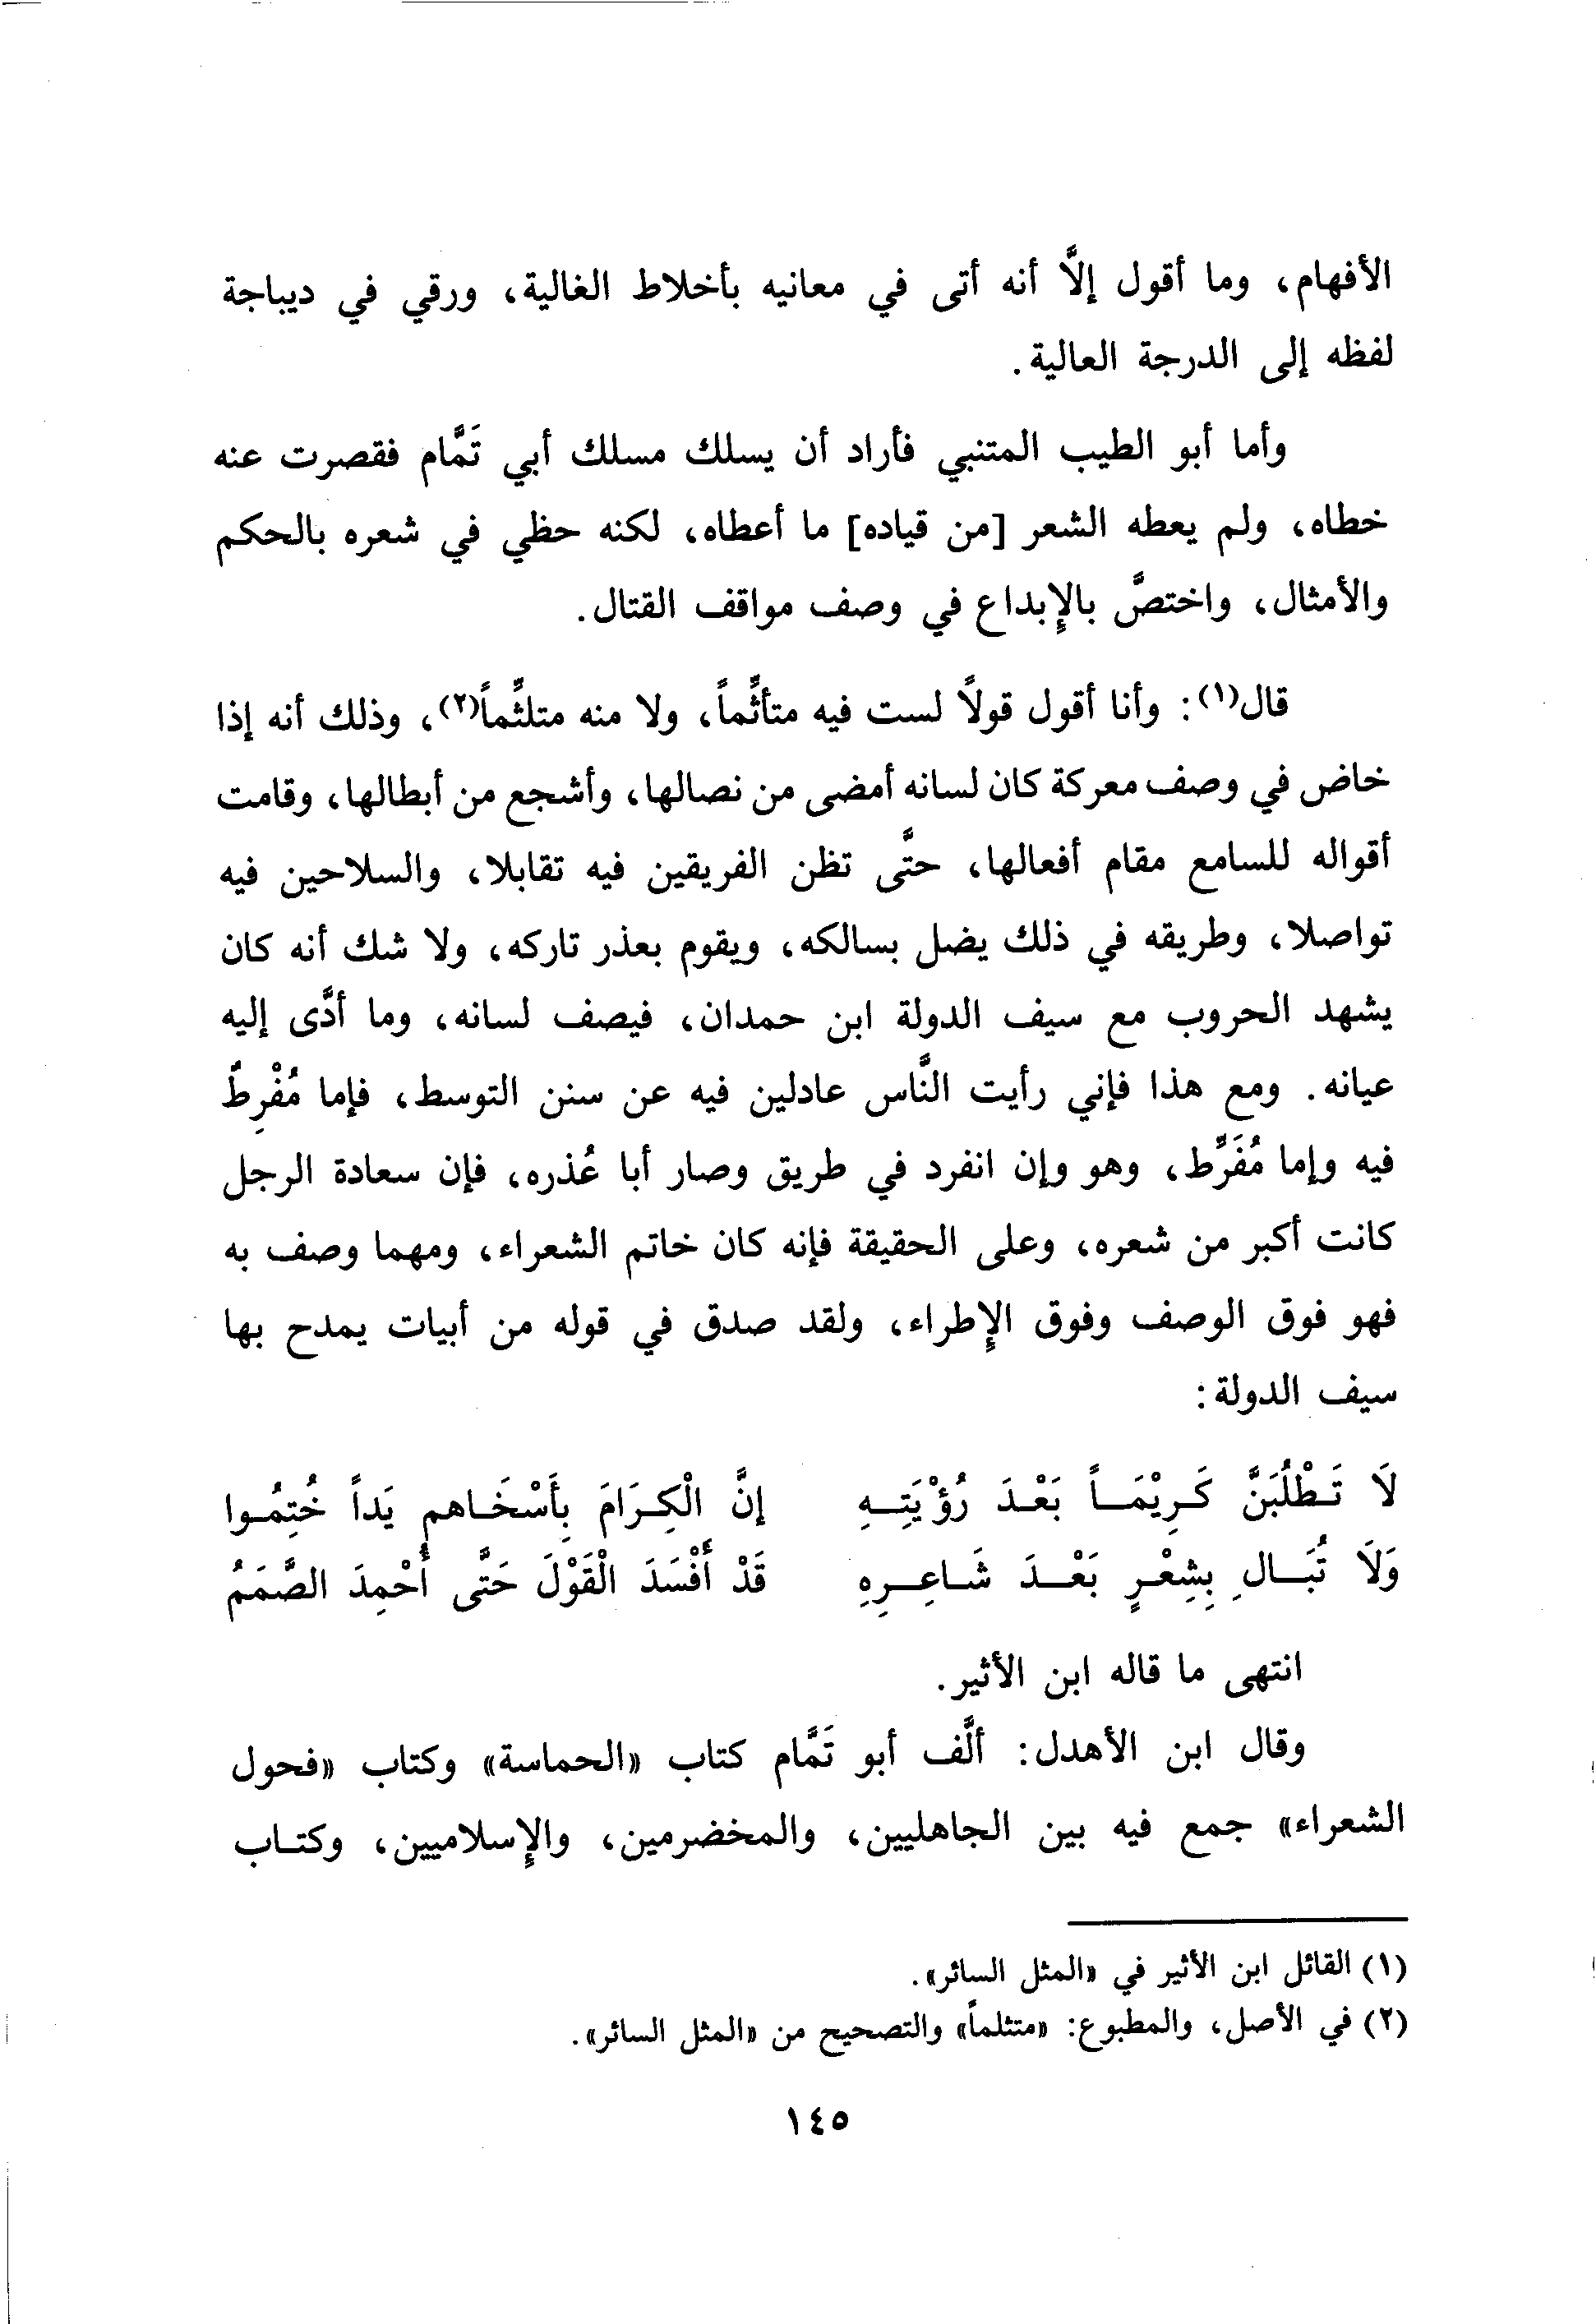 الأفهام، وما أقول إلَّا أنه أتى في معانيه بأخلاط الغالية، ورقي في ديباجة
لفظه إلى الدرجة العالية.
وأما أبو الطيب المتنبي فأراد أن يسلك مسلك أبي تَمَّام فقصرت عنه
خطاه، ولم يعطه الشعر [من قياده] ما أعطاه، لكنه حظي في شعره بالحكم
والأمثال، واختصَّ بالإبداع في وصف مواقف القتال.
قال(١): وأنا أقول قولاً لست فيه متأثِّماً، ولا منه متلثِّماً(٢)، وذلك أنه إذا
خاض في وصف معركة كان لسانه أمضى من نصالها، وأشجع من أبطالها، وقامت
أقواله للسامع مقام أفعالها، حتَّى تظن الفريقين فيه تقابلا، والسلاحين فيه
تواصلا، وطريقه في ذلك يضل بسالكه، ويقوم بعذر تاركه، ولا شك أنه كان
يشهد الحروب مع سيف الدولة ابن حمدان، فيصف لسانه، وما أدَّى إليه
عيانه. ومع هذا فإني رأيت النَّاس عادلين فيه عن سنن التوسط، فإما مُفْرِطٌ
فيه وإما مُفَرِّط، وهو وإن انفرد في طريق وصار أبا عُذره، فإن سعادة الرجل
كانت أكبر من شعره، وعلى الحقيقة فإنه كان خاتم الشعراء، ومهما وصف به
فهو فوق الوصف وفوق الإطراء، ولقد صدق في قوله من أبيات يمدح بها
سيف الدولة:
لَا تَطْلُبَنَّ كَرِيْمَاً بَعْدَ رُؤْيَتِهِ إنَّ الْكِرَامَ بِأَسْخَاهم يَداً خُتِمُوا
وَلَا تُبَالِ بِشِعْرٍ بَعْدَ شَاعِرِهِ قَدْ أَفْسَدَ الْقَوْلَ حَتَّى أُحْمِدَ الصَّمَمُ
انتهى ما قاله ابن الأثير.
وقال ابن الأهدل: ألَّف أبو تَمَّام كتاب «الحماسة» وكتاب «فحول
الشعراء» جمع فيه بين الجاهليين، والمخضرمين، والإسلاميين، وكتاب
(١) القائل ابن الأثير في «المثل السائر».
(٢) في الأصل، والمطبوع: «متثلماً» والتصحيح من «المثل السائر».
١٤٥